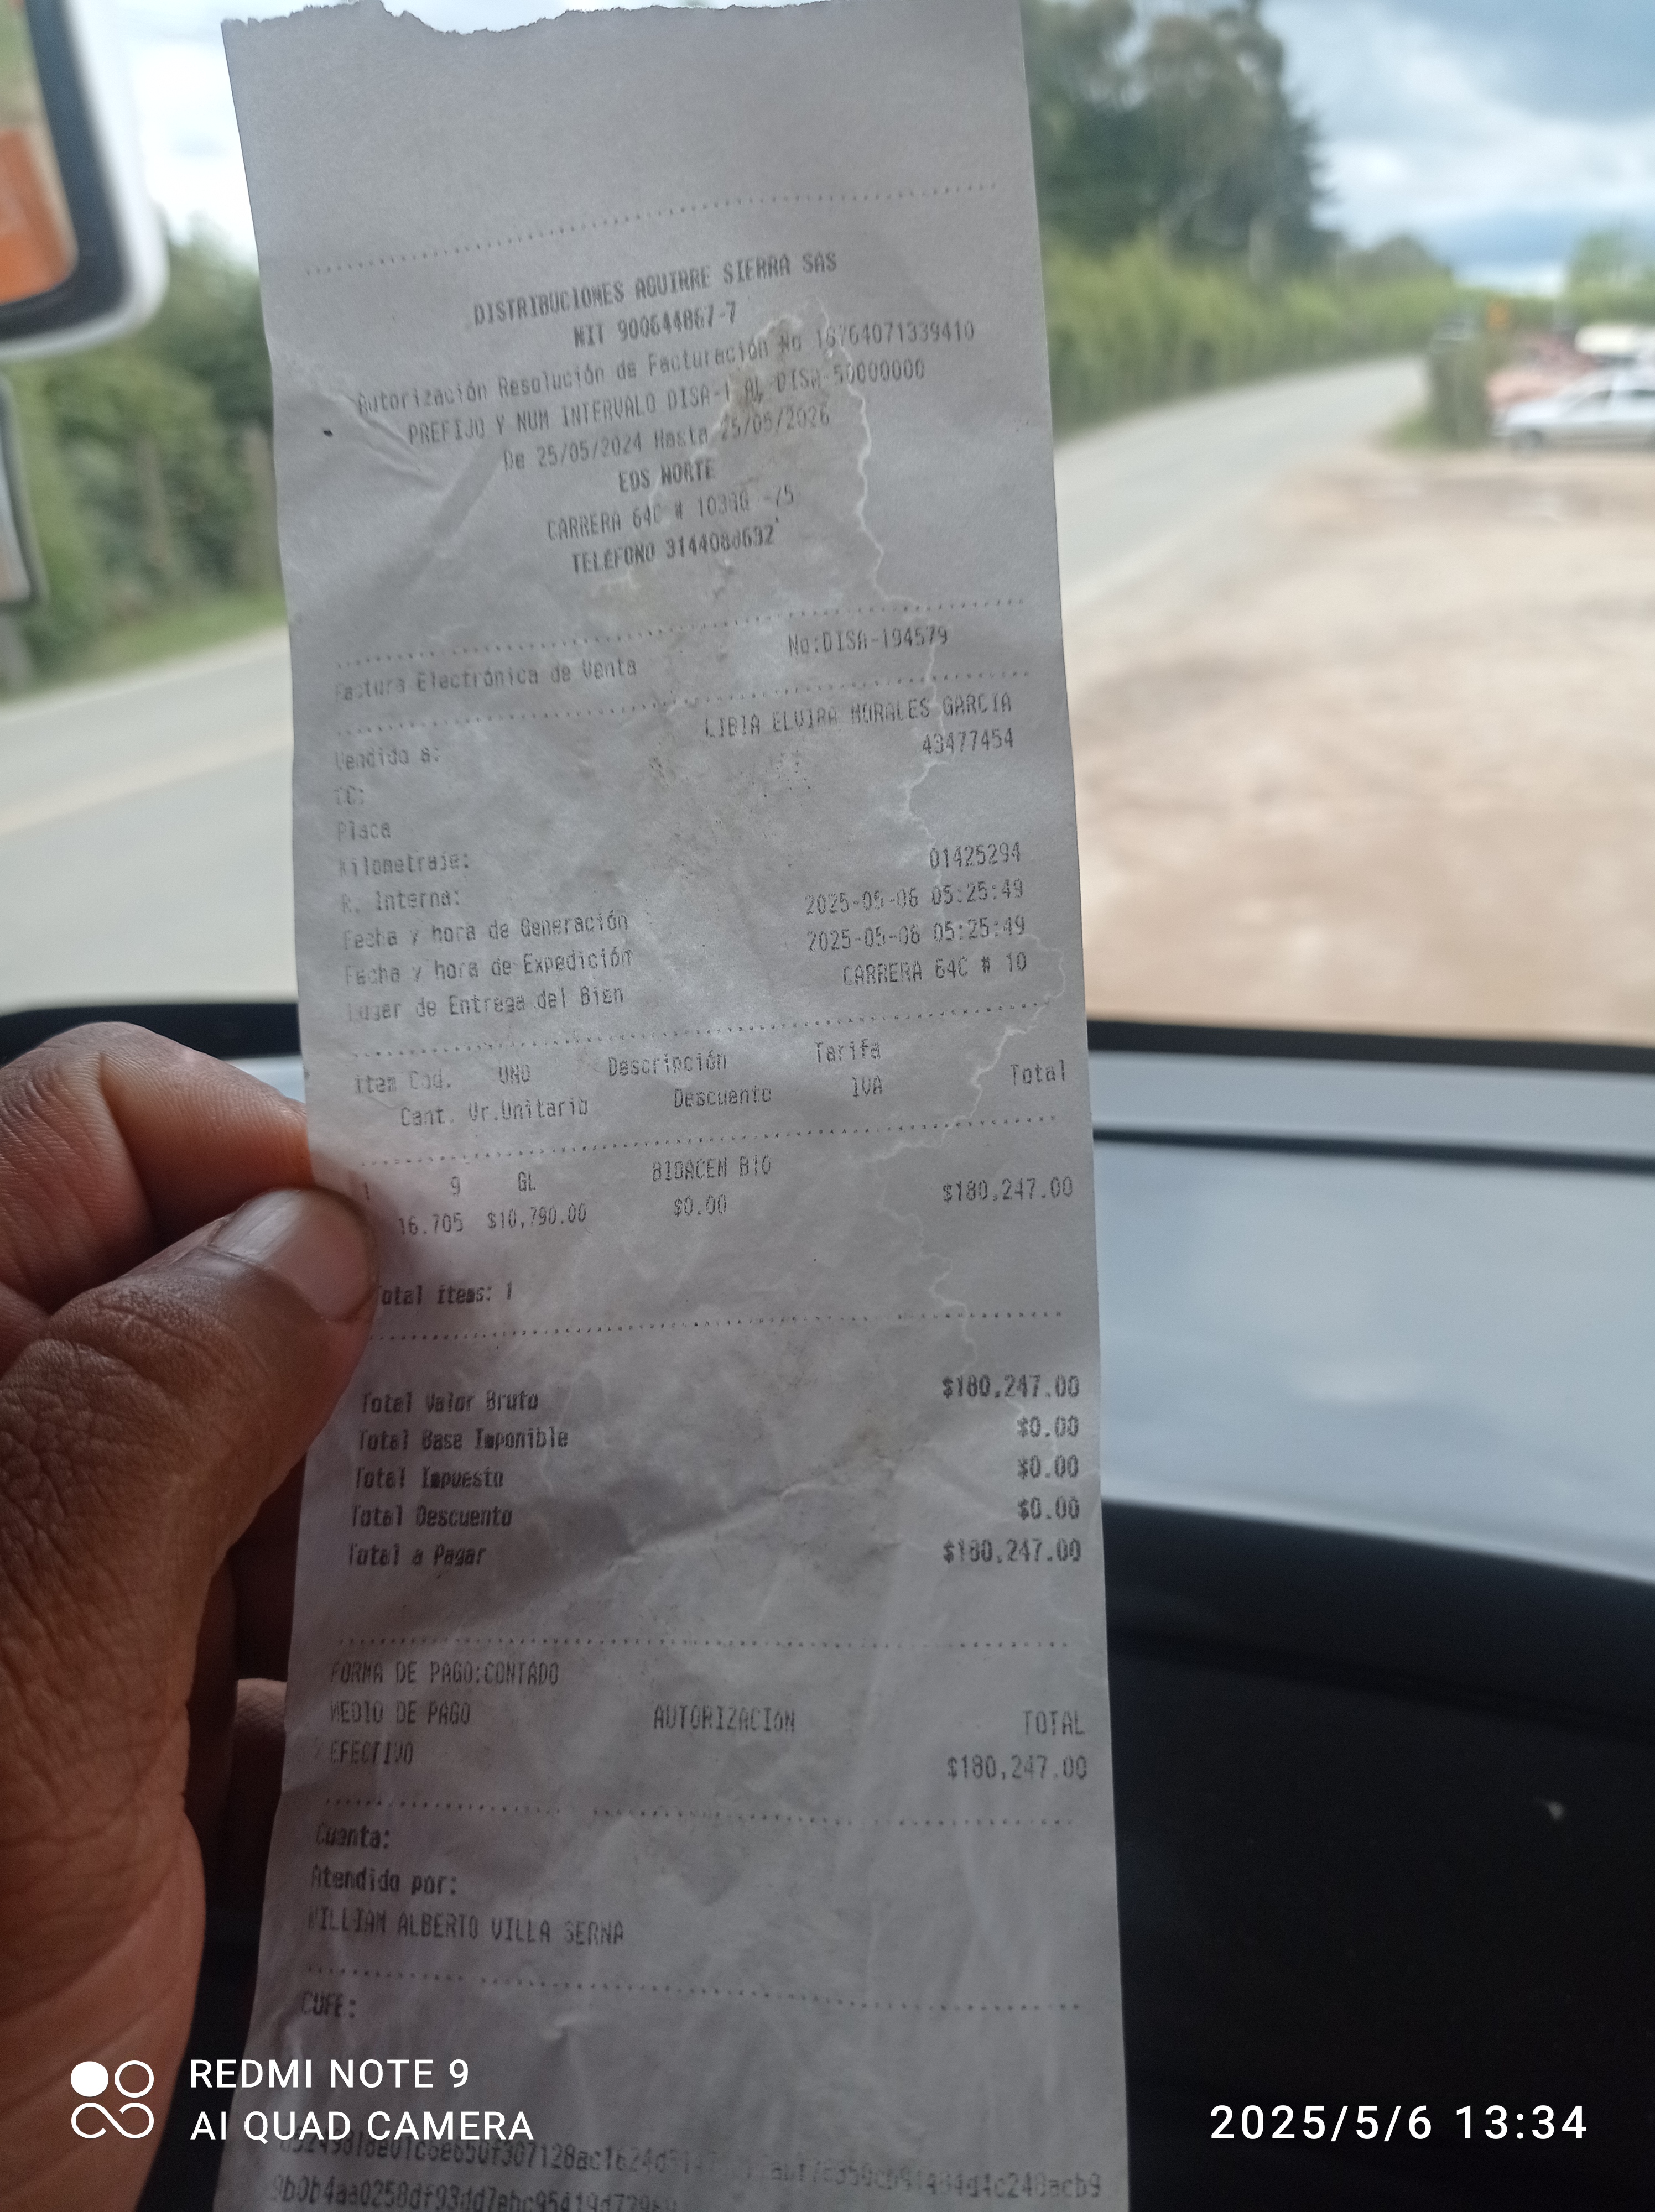 DISTRIBUCIONES AGUIRRE SIERRA SAS
NIT 900644867-7
Autorización Resolución de Facturación No 18764071339410
PREFIJO Y NUM INTERVALO DISA-1 AL DISA-50000000
De 25/05/2024 Hasta 25/05/2026
EDS NORTE
CARRERA 64C # -75
TELEFONO
Factura Electrónica de Venta No:DISA-194579
Vendido a: LIBIA ELVIRA MORALES GARCIA
CC: 43477454
Placa
Kilometraje:
R. Interna: 01425294
Fecha y hora de Generación 2025-05-06 05:25:49
Fecha y hora de Expedición 2025-05-06 05:25:49
Lugar de Entrega del Bien CARRERA 64C # 10
item Cod. UND Descripción Tarifa
Cant. Vr.Unitario Descuento IVA Total
1 9 GL BIOACEM B10
16.705 $10,790.00 $0.00 $180,247.00
Total ítems: 1
Total Valor Bruto $180,247.00
Total Base Imponible $0.00
Total Impuesto $0.00
Total Descuento $0.00
Total a Pagar $180,247.00
FORMA DE PAGO:CONTADO
MEDIO DE PAGO AUTORIZACION TOTAL
EFECTIVO $180,247.00
Cuenta:
Atendido por:
WILLIAM ALBERTO VILLA SERNA
CUFE:
REDMI NOTE 9
AI QUAD CAMERA
2025/5/6 13:34